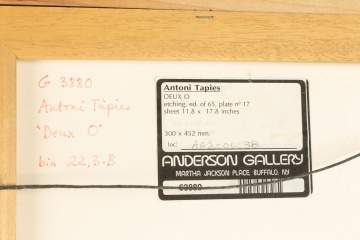 G 3880
Antoni Tàpies
"Deux O"
bin 22,3.B
Antoni Tapies
DEUX O
etching, ed. of 65, plate nº 17
sheet 11.8 x 17.8 inches
300 x 452 mm.
loc:
ANDERSON GALLERY
MARTHA JACKSON PLACE, BUFFALO, NY